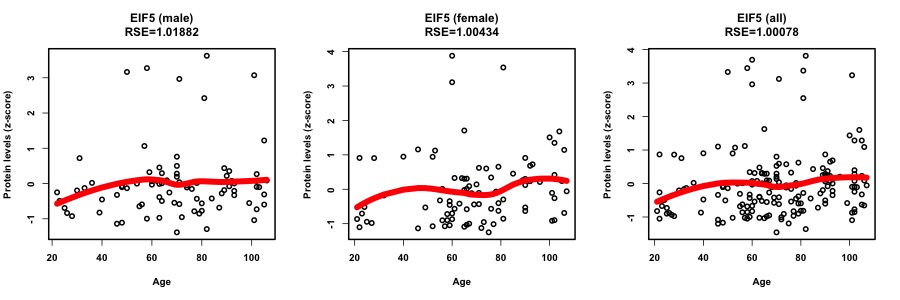 EIF5 (male)
RSE=1.01882
Protein levels (z-score)
3
2
1
0
-1
20 40 60 80 100
Age
EIF5 (female)
RSE=1.00434
Protein levels (z-score)
4
3
2
1
0
-1
20 40 60 80 100
Age
EIF5 (all)
RSE=1.00078
Protein levels (z-score)
4
3
2
1
0
-1
20 40 60 80 100
Age